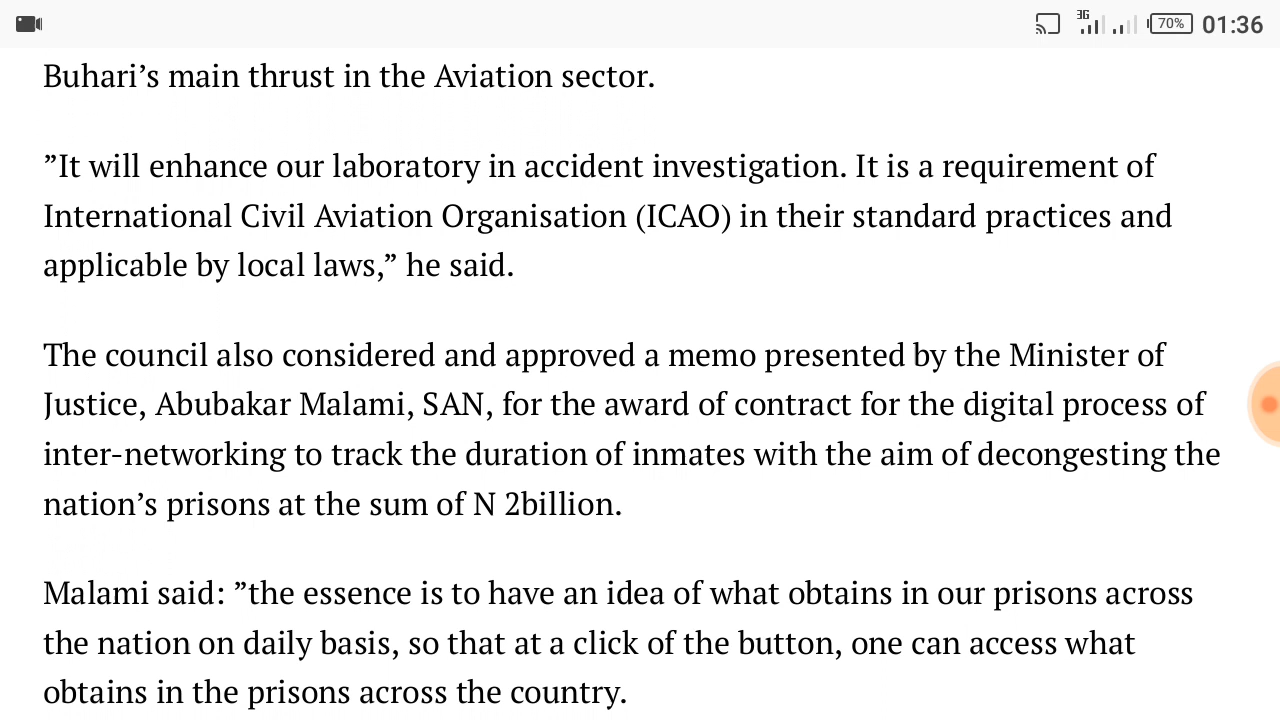 3G 70% 01:36
Buhari’s main thrust in the Aviation sector.
”It will enhance our laboratory in accident investigation. It is a requirement of
International Civil Aviation Organisation (ICAO) in their standard practices and
applicable by local laws,” he said.
The council also considered and approved a memo presented by the Minister of
Justice, Abubakar Malami, SAN, for the award of contract for the digital process of
inter-networking to track the duration of inmates with the aim of decongesting the
nation’s prisons at the sum of N 2billion.
Malami said: ”the essence is to have an idea of what obtains in our prisons across
the nation on daily basis, so that at a click of the button, one can access what
obtains in the prisons across the country.